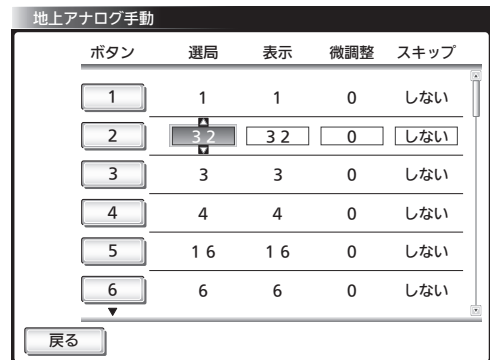 地上アナログ手動
ボタン 選局 表示 微調整 スキップ
1 1 1 0 しない
2 32 32 0 しない
3 3 3 0 しない
4 4 4 0 しない
5 16 16 0 しない
6 6 6 0 しない
戻る